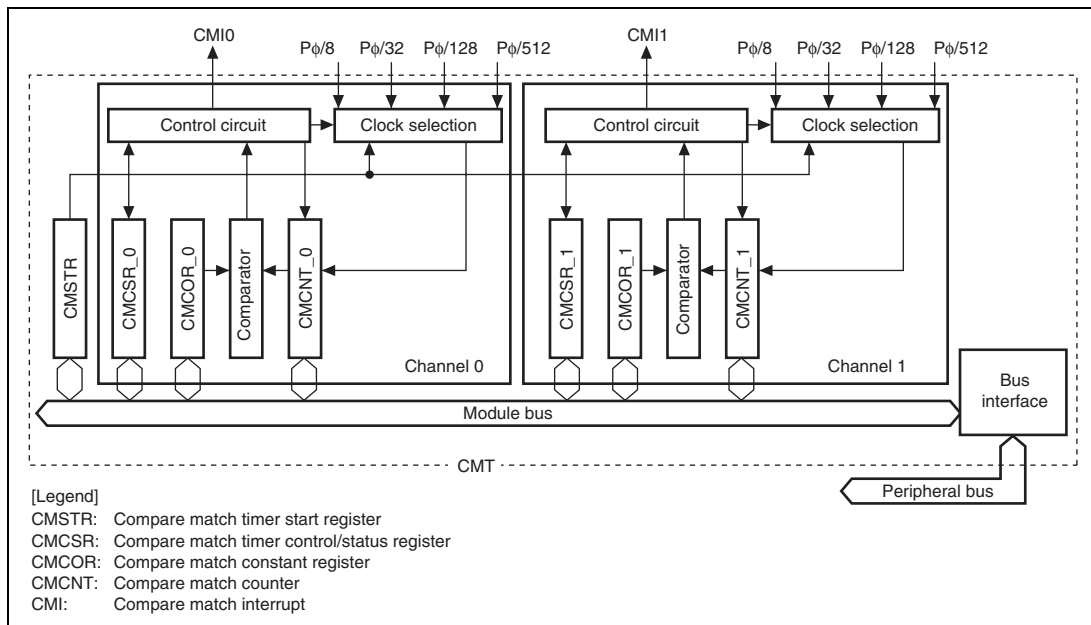 CMI0 Pϕ/8 Pϕ/32 Pϕ/128 Pϕ/512 CMI1 Pϕ/8 Pϕ/32 Pϕ/128 Pϕ/512
Control circuit Clock selection Control circuit Clock selection
CMSTR
CMCSR_0
CMCOR_0
Comparator
CMCNT_0
CMCSR_1
CMCOR_1
Comparator
CMCNT_1
Channel 0
Channel 1
Module bus
Bus
interface
CMT
Peripheral bus
[Legend]
CMSTR: Compare match timer start register
CMCSR: Compare match timer control/status register
CMCOR: Compare match constant register
CMCNT: Compare match counter
CMI: Compare match interrupt